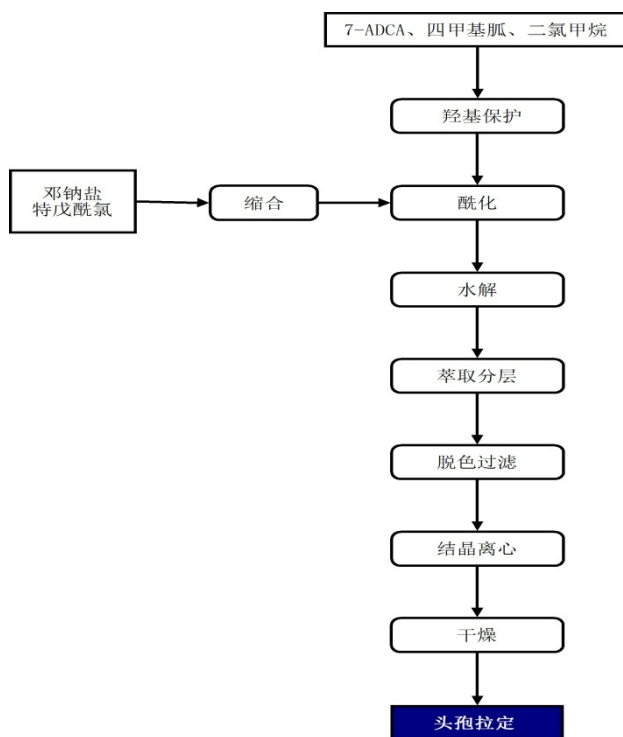 7-ADCA、四甲基胍、二氯甲烷
羟基保护
邓钠盐
特戊酰氯
缩合
酰化
水解
萃取分层
脱色过滤
结晶离心
干燥
头孢拉定